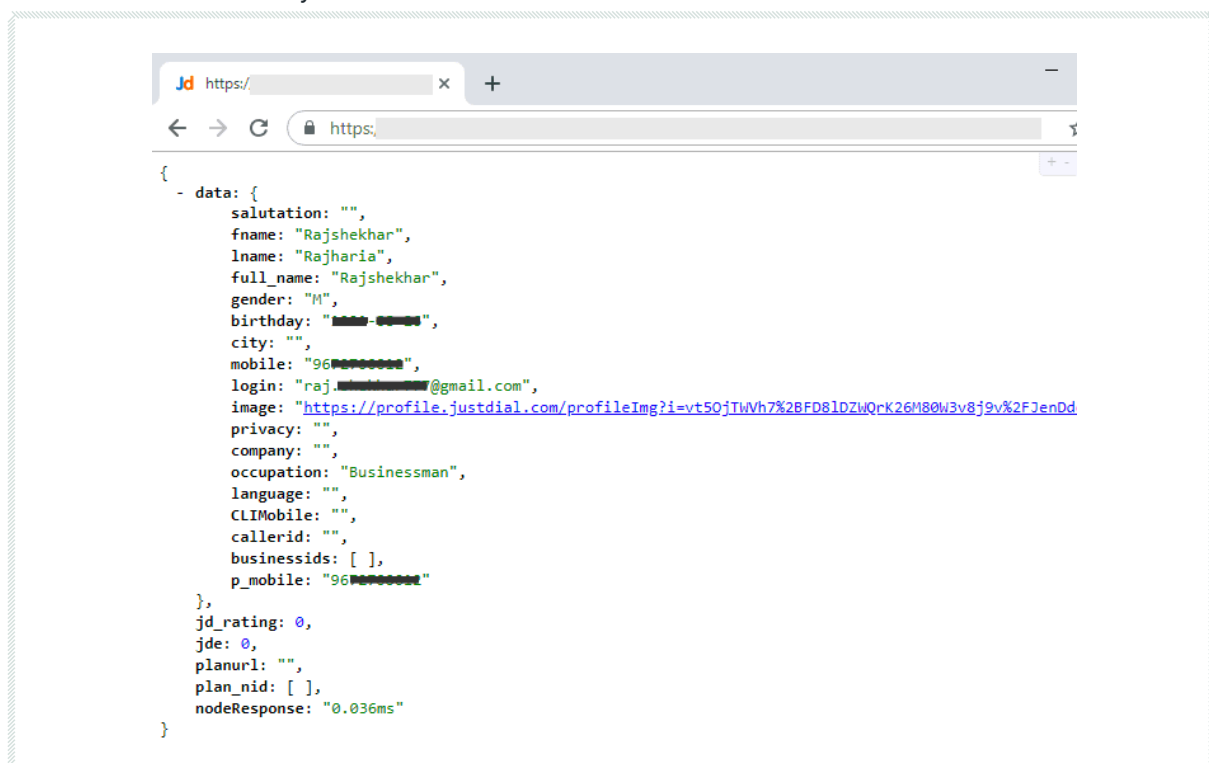 Jd https:/ × +
https:
+ -
{
- data: {
salutation: "",
fname: "Rajshekhar",
lname: "Rajharia",
full_name: "Rajshekhar",
gender: "M",
birthday: "-",
city: "",
mobile: "96",
login: "raj.@gmail.com",
image: "https://profile.justdial.com/profileImg?i=vt5OjTWVh7%2BFD8lDZWQrK26M80W3v8j9v%2FJenDd
privacy: "",
company: "",
occupation: "Businessman",
language: "",
CLIMobile: "",
callerid: "",
businessids: [ ],
p_mobile: "96"
},
jd_rating: 0,
jde: 0,
planurl: "",
plan_nid: [ ],
nodeResponse: "0.036ms"
}